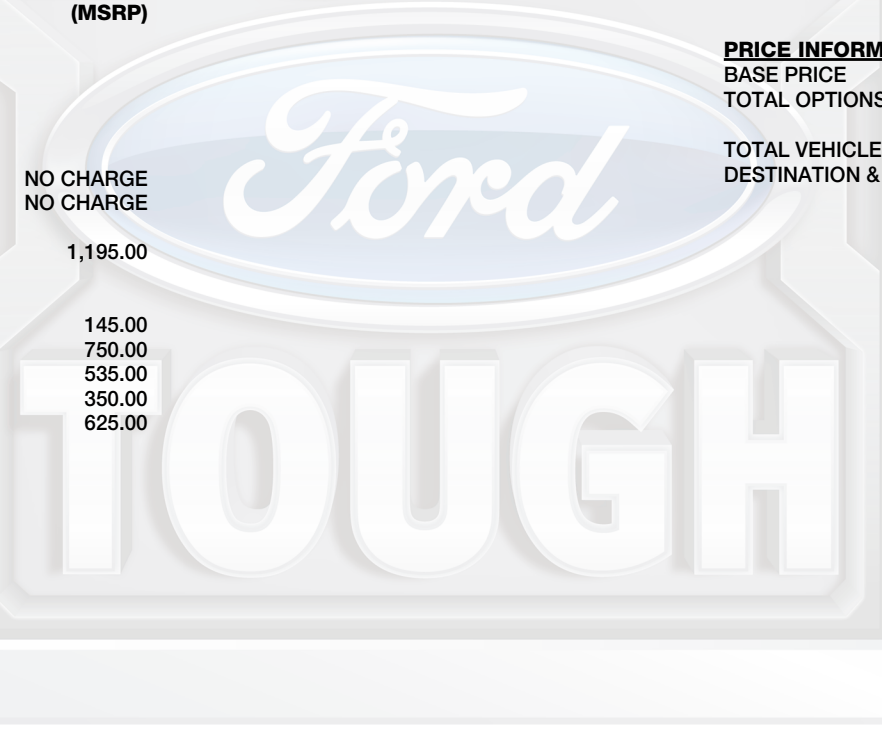 (MSRP)
NO CHARGE
NO CHARGE
1,195.00
145.00
750.00
535.00
350.00
625.00
PRICE INFORM
BASE PRICE
TOTAL OPTIONS
TOTAL VEHICLE
DESTINATION &
Ford
TOUGH